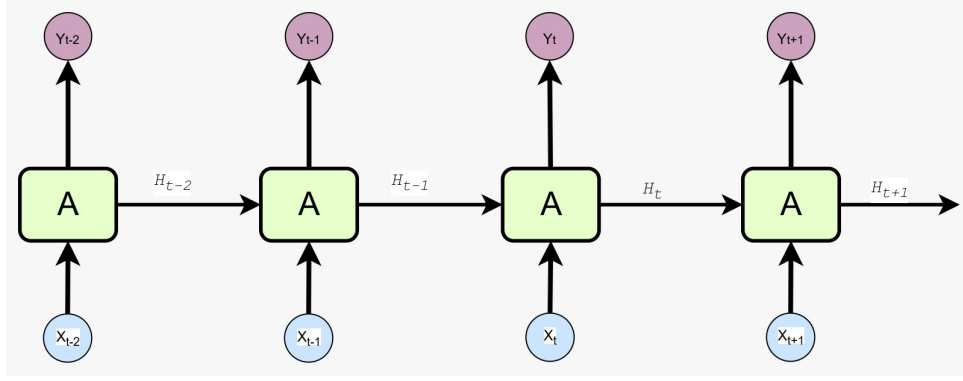 Yt-2 Yt-1 Yt Yt+1
Ht-2 Ht-1 Ht Ht+1
A A A A
Xt-2 Xt-1 Xt Xt+1